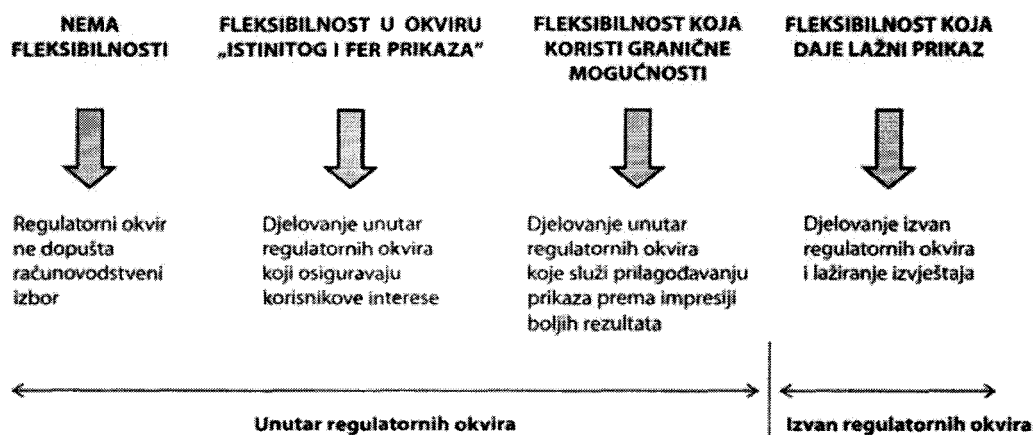 NEMA
FLEKSIBILNOSTI
FLEKSIBILNOST U OKVIRU
„ISTINITOG I FER PRIKAZA"
FLEKSIBILNOST KOJA
KORISTI GRANIČNE
MOGUĆNOSTI
FLEKSIBILNOST KOJA
DAJE LAŽNI PRIKAZ
Regulatorni okvir
ne dopušta
računovodstveni
izbor
Djelovanje unutar
regulatornih okvira
koji osiguravaju
korisnikove interese
Djelovanje unutar
regulatornih okvira
koje služi prilagođavanju
prikaza prema impresiji
boljih rezultata
Djelovanje izvan
regulatornih okvira
i lažiranje izvještaja
Unutar regulatornih okvira
Izvan regulatornih okvira